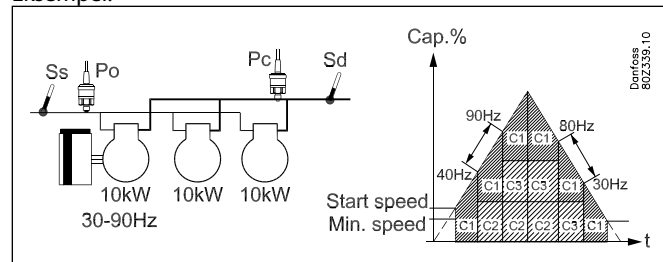 Ss
Po
Pc
Sd
10kW
10kW
10kW
30-90Hz
Cap.%
Danfoss
80Z339.10
90Hz
C1
C1
80Hz
40Hz
C1
C3
C3
C1
30Hz
Start speed
Min. speed
C1
C2
C2
C2
C3
C1
t